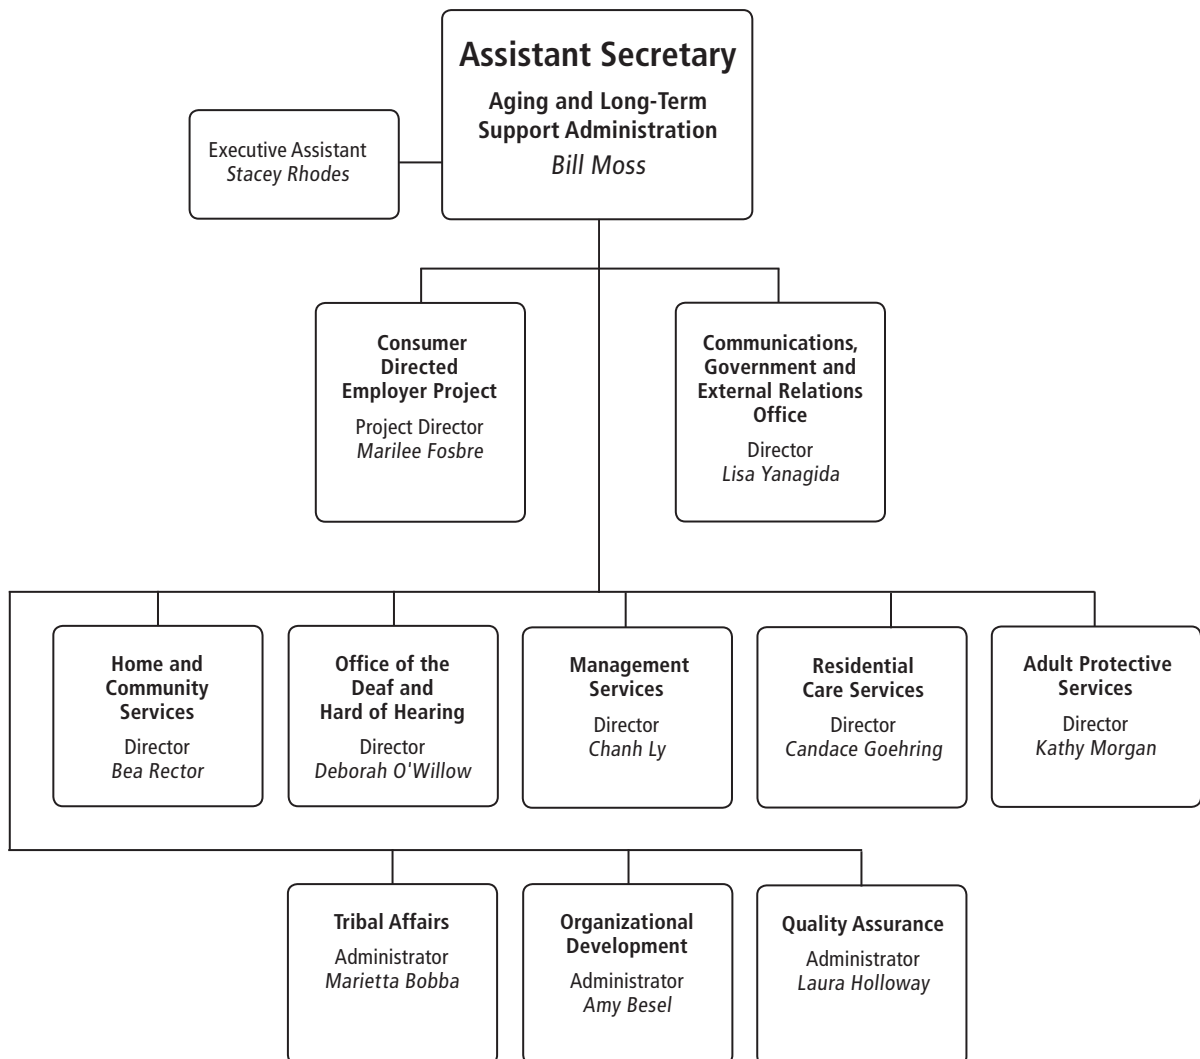 Assistant Secretary
Aging and Long-Term
Support Administration
Bill Moss
Executive Assistant
Stacey Rhodes
Consumer
Directed
Employer Project
Project Director
Marilee Fosbre
Communications,
Government and
External Relations
Office
Director
Lisa Yanagida
Home and
Community
Services
Director
Bea Rector
Office of the
Deaf and
Hard of Hearing
Director
Deborah O'Willow
Management
Services
Director
Chanh Ly
Residential
Care Services
Director
Candace Goehring
Adult Protective
Services
Director
Kathy Morgan
Tribal Affairs
Administrator
Marietta Bobba
Organizational
Development
Administrator
Amy Besel
Quality Assurance
Administrator
Laura Holloway